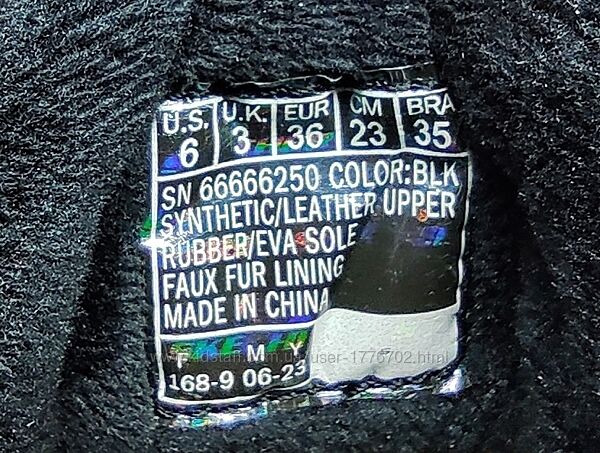 U.S. U.K. EUR CM BRA
6 3 36 23 35
SN 66666250 COLOR:BLK
SYNTHETIC/LEATHER UPPER
RUBBER/EVA SOLE
FAUX FUR LINING
MADE IN CHINA
F M Y
168-9 06-23